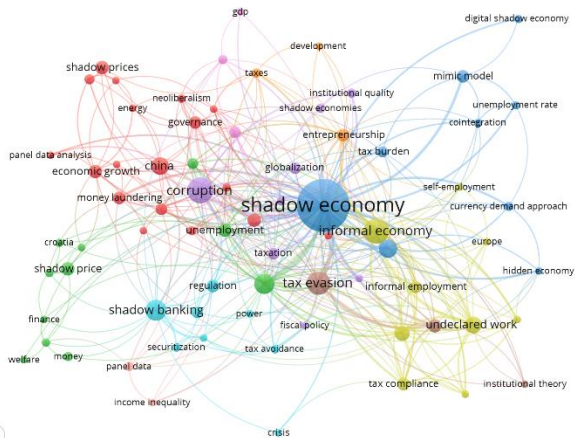 gdp
digital shadow economy
development
shadow prices
taxes
mimic model
institutional quality
neoliberalism
energy
shadow economies
unemployment rate
governance
cointegration
entrepreneurship
panel data analysis
tax burden
china
economic growth
globalization
corruption
self-employment
money laundering
shadow economy
currency demand approach
unemployment
informal economy
croatia
europe
taxation
shadow price
hidden economy
regulation
tax evasion
informal employment
shadow banking
power
finance
fiscal policy
undeclared work
securitization
tax avoidance
welfare
money
panel data
tax compliance
institutional theory
income inequality
crisis